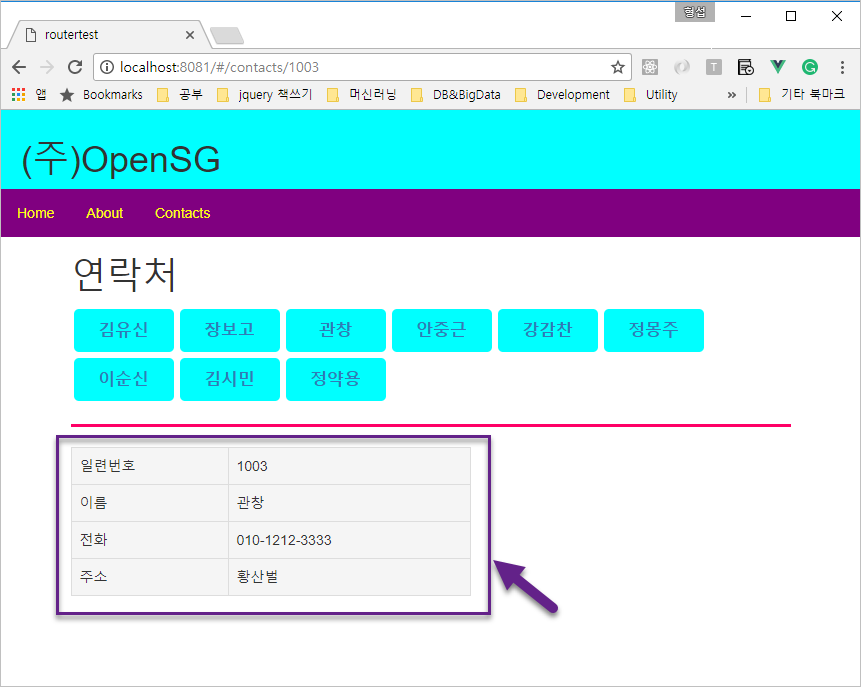 형섭
routertest
localhost:8081/#/contacts/1003
T
G
앱 Bookmarks 공부 jquery 책쓰기 머신러닝 DB&BigData Development Utility » 기타 북마크
(주)OpenSG
Home About Contacts
연락처
김유신 장보고 관창 안중근 강감찬 정몽주
이순신 김시민 정약용
일련번호 1003
이름 관창
전화 010-1212-3333
주소 황산벌